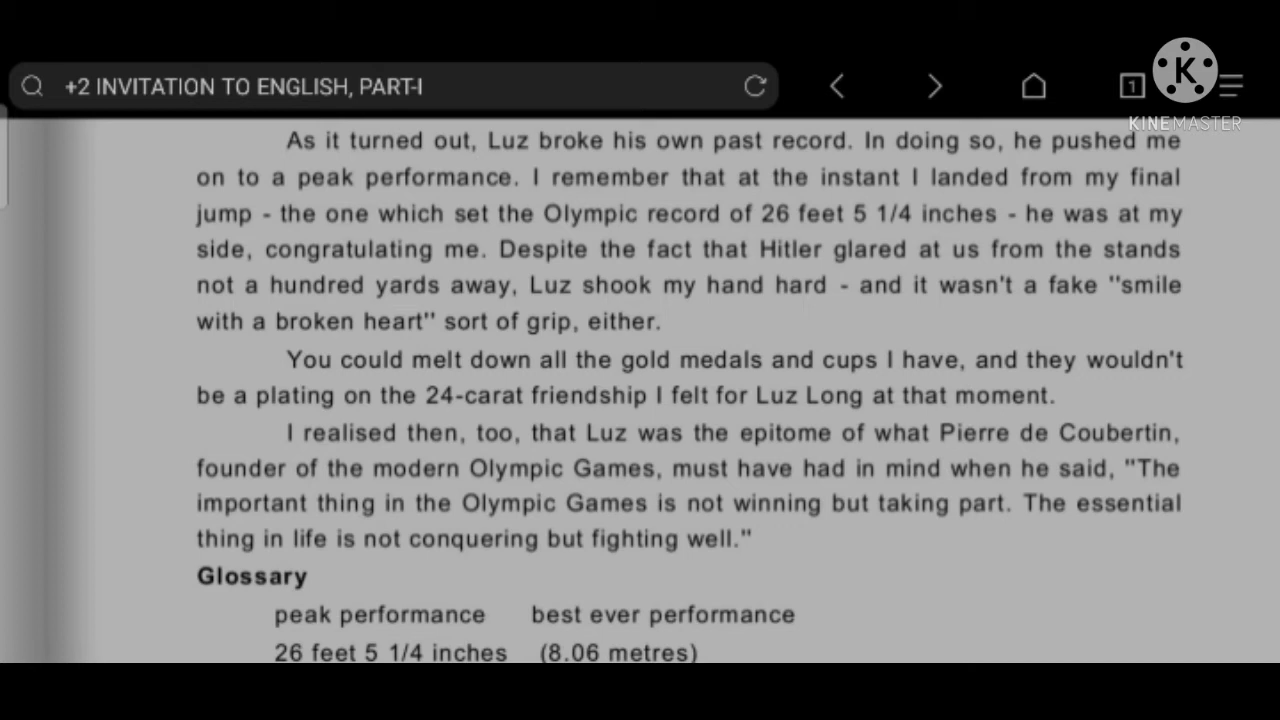 +2 INVITATION TO ENGLISH, PART-I
1
K
KINEMASTER
As it turned out, Luz broke his own past record. In doing so, he pushed me
on to a peak performance. I remember that at the instant I landed from my final
jump - the one which set the Olympic record of 26 feet 5 1/4 inches - he was at my
side, congratulating me. Despite the fact that Hitler glared at us from the stands
not a hundred yards away, Luz shook my hand hard - and it wasn't a fake "smile
with a broken heart" sort of grip, either.
You could melt down all the gold medals and cups I have, and they wouldn't
be a plating on the 24-carat friendship I felt for Luz Long at that moment.
I realised then, too, that Luz was the epitome of what Pierre de Coubertin,
founder of the modern Olympic Games, must have had in mind when he said, "The
important thing in the Olympic Games is not winning but taking part. The essential
thing in life is not conquering but fighting well."
Glossary
peak performance best ever performance
26 feet 5 1/4 inches (8.06 metres)